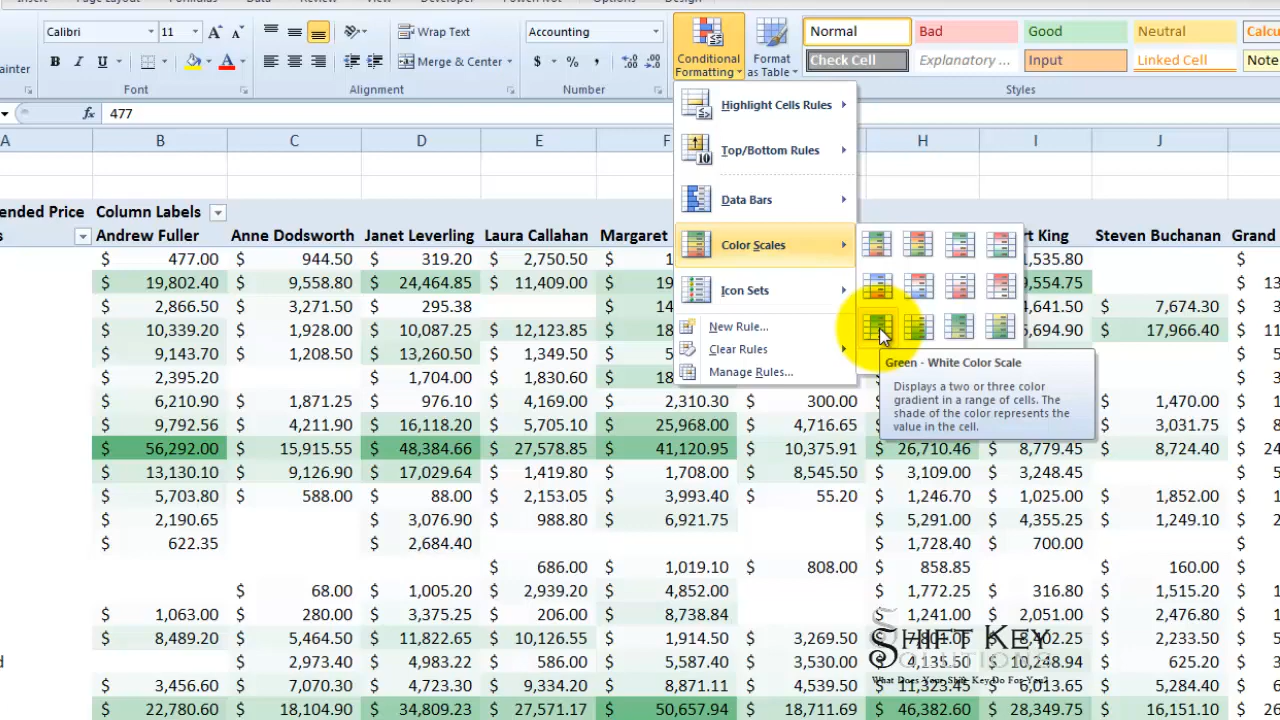 Calibri 11 Wrap Text Accounting Conditional Formatting Format as Table Normal Bad Good Neutral
ainter B I U Merge & Center $ % , Check Cell Explanatory ... Input Linked Cell Note
Font Alignment Number Styles
fx 477
Highlight Cells Rules
Top/Bottom Rules
Data Bars
Color Scales
Icon Sets
New Rule...
Clear Rules
Manage Rules...
Green - White Color Scale
Displays a two or three color
gradient in a range of cells. The
shade of the color represents the
value in the cell.
A B C D E F H I J
ended Price Column Labels
s Andrew Fuller Anne Dodsworth Janet Leverling Laura Callahan Margaret rt King Steven Buchanan Grand
$ 477.00 $ 944.50 $ 319.20 $ 2,750.50 $ 1 1,535.80 $
$ 19,802.40 $ 9,558.80 $ 24,464.85 $ 11,409.00 $ 19 9,554.75 $ 13
$ 2,866.50 $ 3,271.50 $ 295.38 $ 14 4,641.50 $ 7,674.30 $
$ 10,339.20 $ 1,928.00 $ 10,087.25 $ 12,123.85 $ 16 5,694.90 $ 17,966.40 $
$ 9,143.70 $ 1,208.50 $ 13,260.50 $ 1,349.50 $ $
$ 2,395.20 $ 1,704.00 $ 1,830.60 $ 18 $
$ 6,210.90 $ 1,871.25 $ 976.10 $ 4,169.00 $ 2,310.30 $ 300.00 $ 1,470.00 $
$ 9,792.56 $ 4,211.90 $ 16,118.20 $ 5,705.10 $ 25,968.00 $ 4,716.65 $ 3,031.75 $
$ 56,292.00 $ 15,915.55 $ 48,384.66 $ 27,578.85 $ 41,120.95 $ 10,375.91 $ 26,710.46 $ 8,779.45 $ 8,724.40 $ 24
$ 13,130.10 $ 9,126.90 $ 17,029.64 $ 1,419.80 $ 1,708.00 $ 8,545.50 $ 3,109.00 $ 3,248.45 $
$ 5,703.80 $ 588.00 $ 88.00 $ 2,153.05 $ 3,993.40 $ 55.20 $ 1,246.70 $ 1,025.00 $ 1,852.00 $
$ 2,190.65 $ 3,076.90 $ 988.80 $ 6,921.75 $ 5,291.00 $ 4,355.25 $ 1,249.10 $
$ 622.35 $ 2,684.40 $ 1,728.40 $ 700.00 $
$ 686.00 $ 1,019.10 $ 808.00 $ 858.85 $ 160.00 $
$ 68.00 $ 1,005.20 $ 2,939.20 $ 4,852.00 $ 1,772.25 $ 316.80 $ 1,515.20 $
$ 1,063.00 $ 280.00 $ 3,375.25 $ 206.00 $ 8,738.84 $ 1,241.00 $ 2,051.00 $ 2,476.80 $
$ 8,489.20 $ 5,464.50 $ 11,822.65 $ 10,126.55 $ 1,914.50 $ 3,269.50 $ 2,233.50 $
d $ 2,973.40 $ 4,983.22 $ 586.00 $ 5,587.40 $ 3,530.00 $ 4,135.50 $ 10,248.94 $ 625.20 $
$ 3,456.60 $ 7,070.30 $ 4,723.30 $ 9,334.20 $ 8,871.11 $ 4,539.50 $ 11,323.45 $ 6,013.65 $ 5,284.40 $
$ 22,780.60 $ 18,104.90 $ 34,809.23 $ 27,571.17 $ 50,657.94 $ 18,711.69 $ 46,382.60 $ 28,349.75 $ 16,151.10 $
SHIFT KEY
SOLUTIONS
What Does Your Shift Key Do For You?